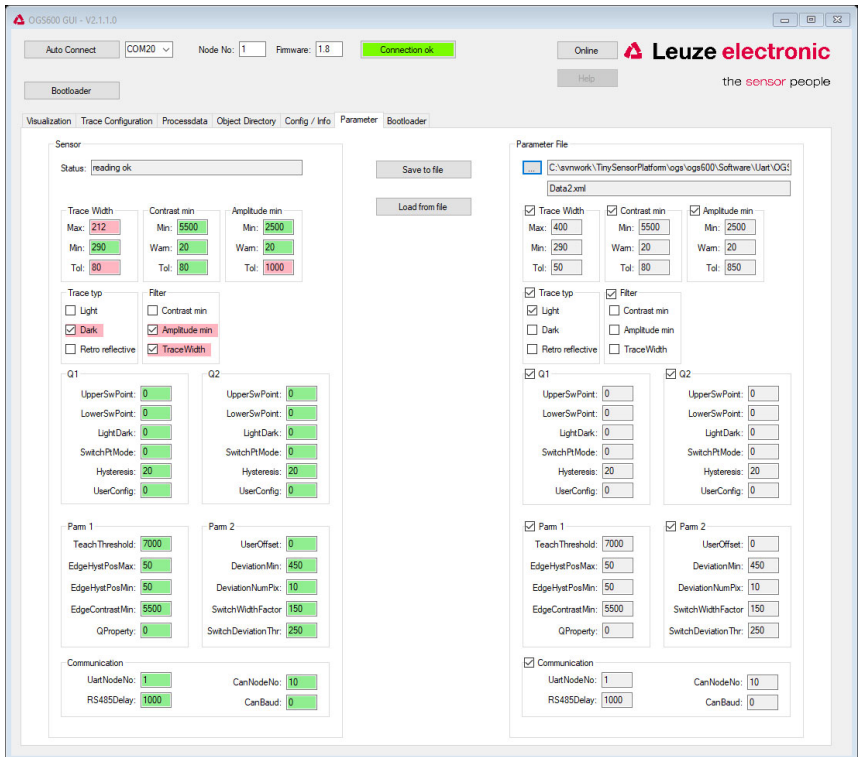 OGS600 GUI - V2.1.1.0
Auto Connect COM20 Node No: 1 Firmware: 1.8 Connection ok Online Leuze electronic
Help the sensor people
Bootloader
Visualization Trace Configuration Processdata Object Directory Config / Info Parameter Bootloader
Sensor
Status: reading ok
Trace Width Contrast min Amplitude min
Max: 212 Min: 5500 Min: 2500
Min: 290 Warn: 20 Warn: 20
Tol: 80 Tol: 80 Tol: 1000
Trace typ Filter
Light Contrast min
Dark Amplitude min
Retro reflective TraceWidth
Q1 Q2
UpperSwPoint: 0 UpperSwPoint: 0
LowerSwPoint: 0 LowerSwPoint: 0
LightDark: 0 LightDark: 0
SwitchPtMode: 0 SwitchPtMode: 0
Hysteresis: 20 Hysteresis: 20
UserConfig: 0 UserConfig: 0
Parm 1 Parm 2
TeachThreshold: 7000 UserOffset: 0
EdgeHystPosMax: 50 DeviationMin: 450
EdgeHystPosMin: 50 DeviationNumPix: 10
EdgeContrastMin: 5500 SwitchWidthFactor 150
QProperty: 0 SwitchDeviationThr: 250
Communication
UartNodeNo: 1 CanNodeNo: 10
RS485Delay: 1000 CanBaud: 0
Save to file
Load from file
Parameter File
... C:\svnwork\TinySensorPlatform\ogs\ogs600\Software\Uart\OGS
Data2.xml
Trace Width Contrast min Amplitude min
Max: 400 Min: 5500 Min: 2500
Min: 290 Warn: 20 Warn: 20
Tol: 50 Tol: 80 Tol: 850
Trace typ Filter
Light Contrast min
Dark Amplitude min
Retro reflective TraceWidth
Q1 Q2
UpperSwPoint: 0 UpperSwPoint: 0
LowerSwPoint: 0 LowerSwPoint: 0
LightDark: 0 LightDark: 0
SwitchPtMode: 0 SwitchPtMode: 0
Hysteresis: 20 Hysteresis: 20
UserConfig: 0 UserConfig: 0
Parm 1 Parm 2
TeachThreshold: 7000 UserOffset: 0
EdgeHystPosMax: 50 DeviationMin: 450
EdgeHystPosMin: 50 DeviationNumPix: 10
EdgeContrastMin: 5500 SwitchWidthFactor 150
QProperty: 0 SwitchDeviationThr: 250
Communication
UartNodeNo: 1 CanNodeNo: 10
RS485Delay: 1000 CanBaud: 0